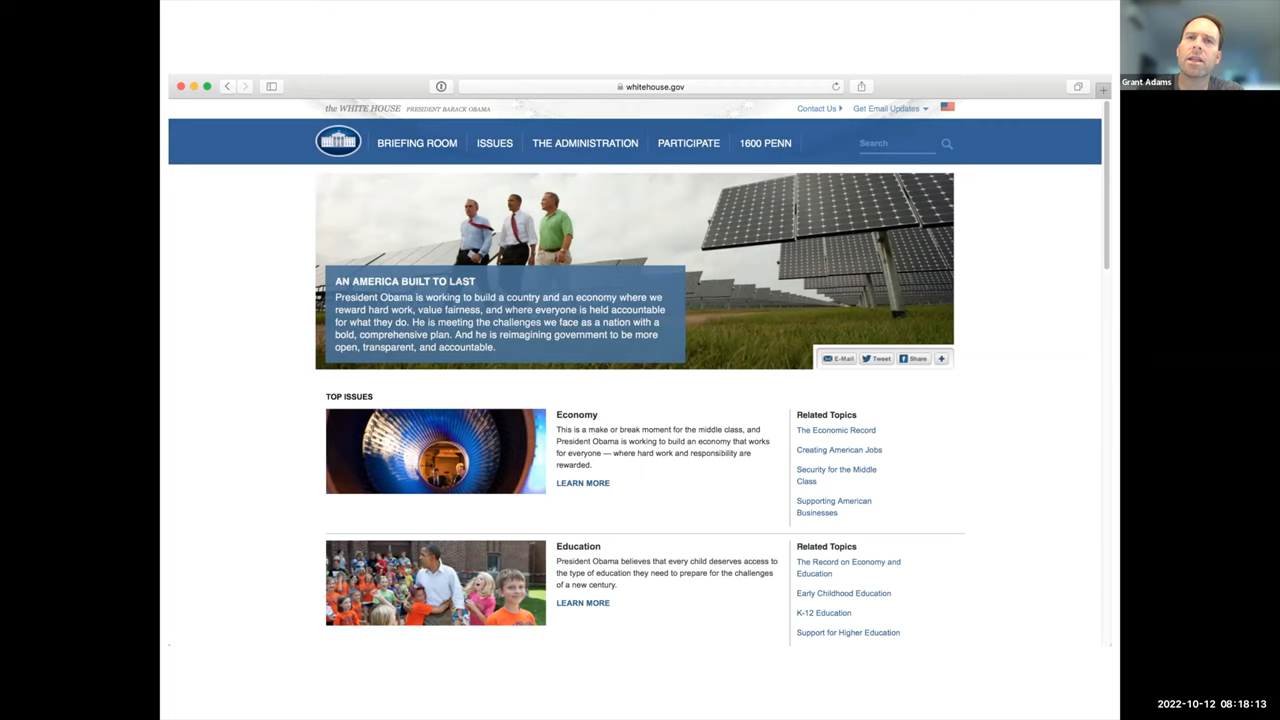 Grant Adams
whitehouse.gov
the WHITE HOUSE PRESIDENT BARACK OBAMA
Contact Us
Get Email Updates
BRIEFING ROOM
ISSUES
THE ADMINISTRATION
PARTICIPATE
1600 PENN
Search
AN AMERICA BUILT TO LAST
President Obama is working to build a country and an economy where we
reward hard work, value fairness, and where everyone is held accountable
for what they do. He is meeting the challenges we face as a nation with a
bold, comprehensive plan. And he is reimagining government to be more
open, transparent, and accountable.
E-Mail
Tweet
Share
TOP ISSUES
Economy
This is a make or break moment for the middle class, and
President Obama is working to build an economy that works
for everyone — where hard work and responsibility are
rewarded.
LEARN MORE
Related Topics
The Economic Record
Creating American Jobs
Security for the Middle
Class
Supporting American
Businesses
Education
President Obama believes that every child deserves access to
the type of education they need to prepare for the challenges
of a new century.
LEARN MORE
Related Topics
The Record on Economy and
Education
Early Childhood Education
K-12 Education
Support for Higher Education
2022-10-12 08:18:13